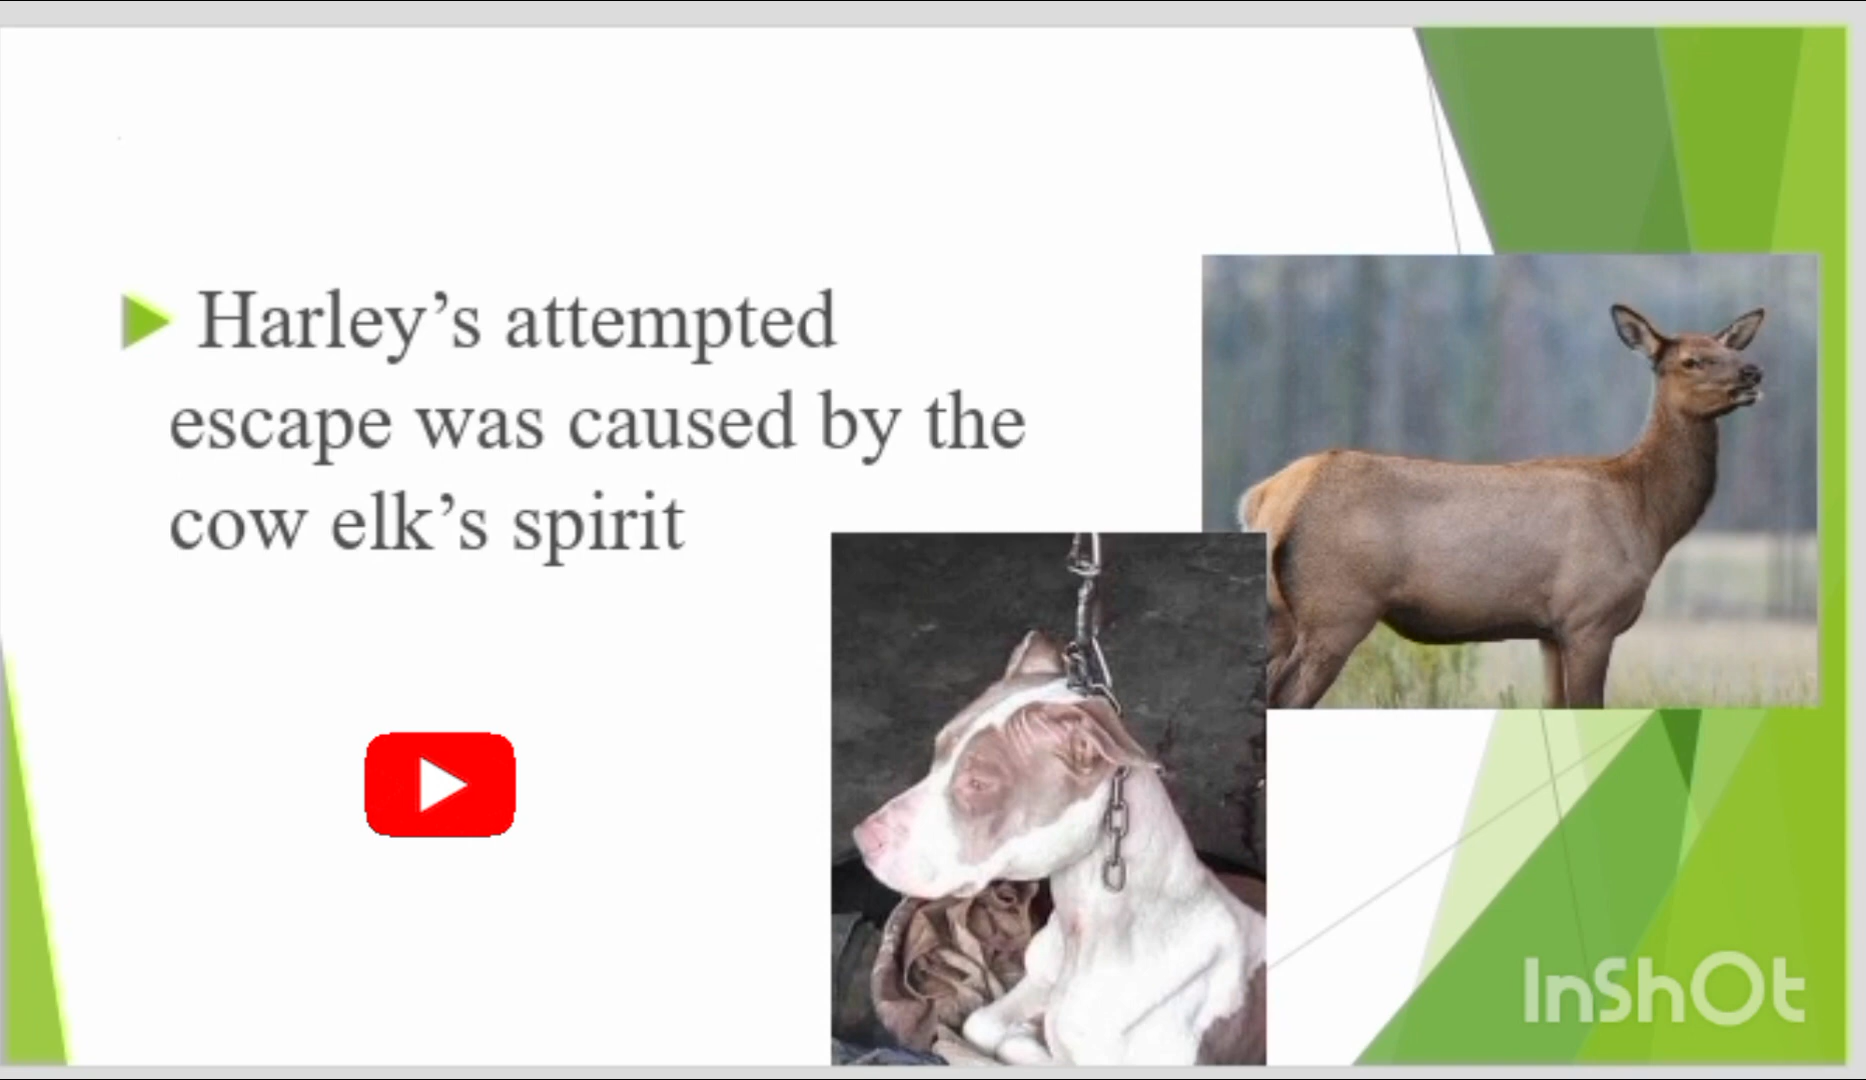 Harley’s attempted
escape was caused by the
cow elk’s spirit
InShOt